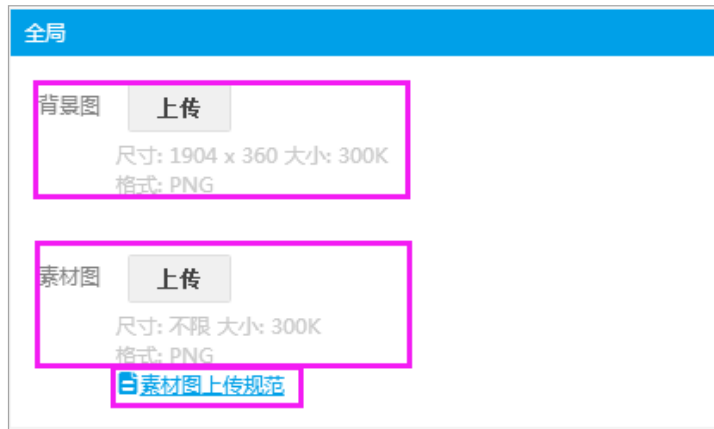 全局
背景图 上传
尺寸: 1904 x 360 大小: 300K
格式: PNG
素材图 上传
尺寸: 不限 大小: 300K
格式: PNG
素材图上传规范